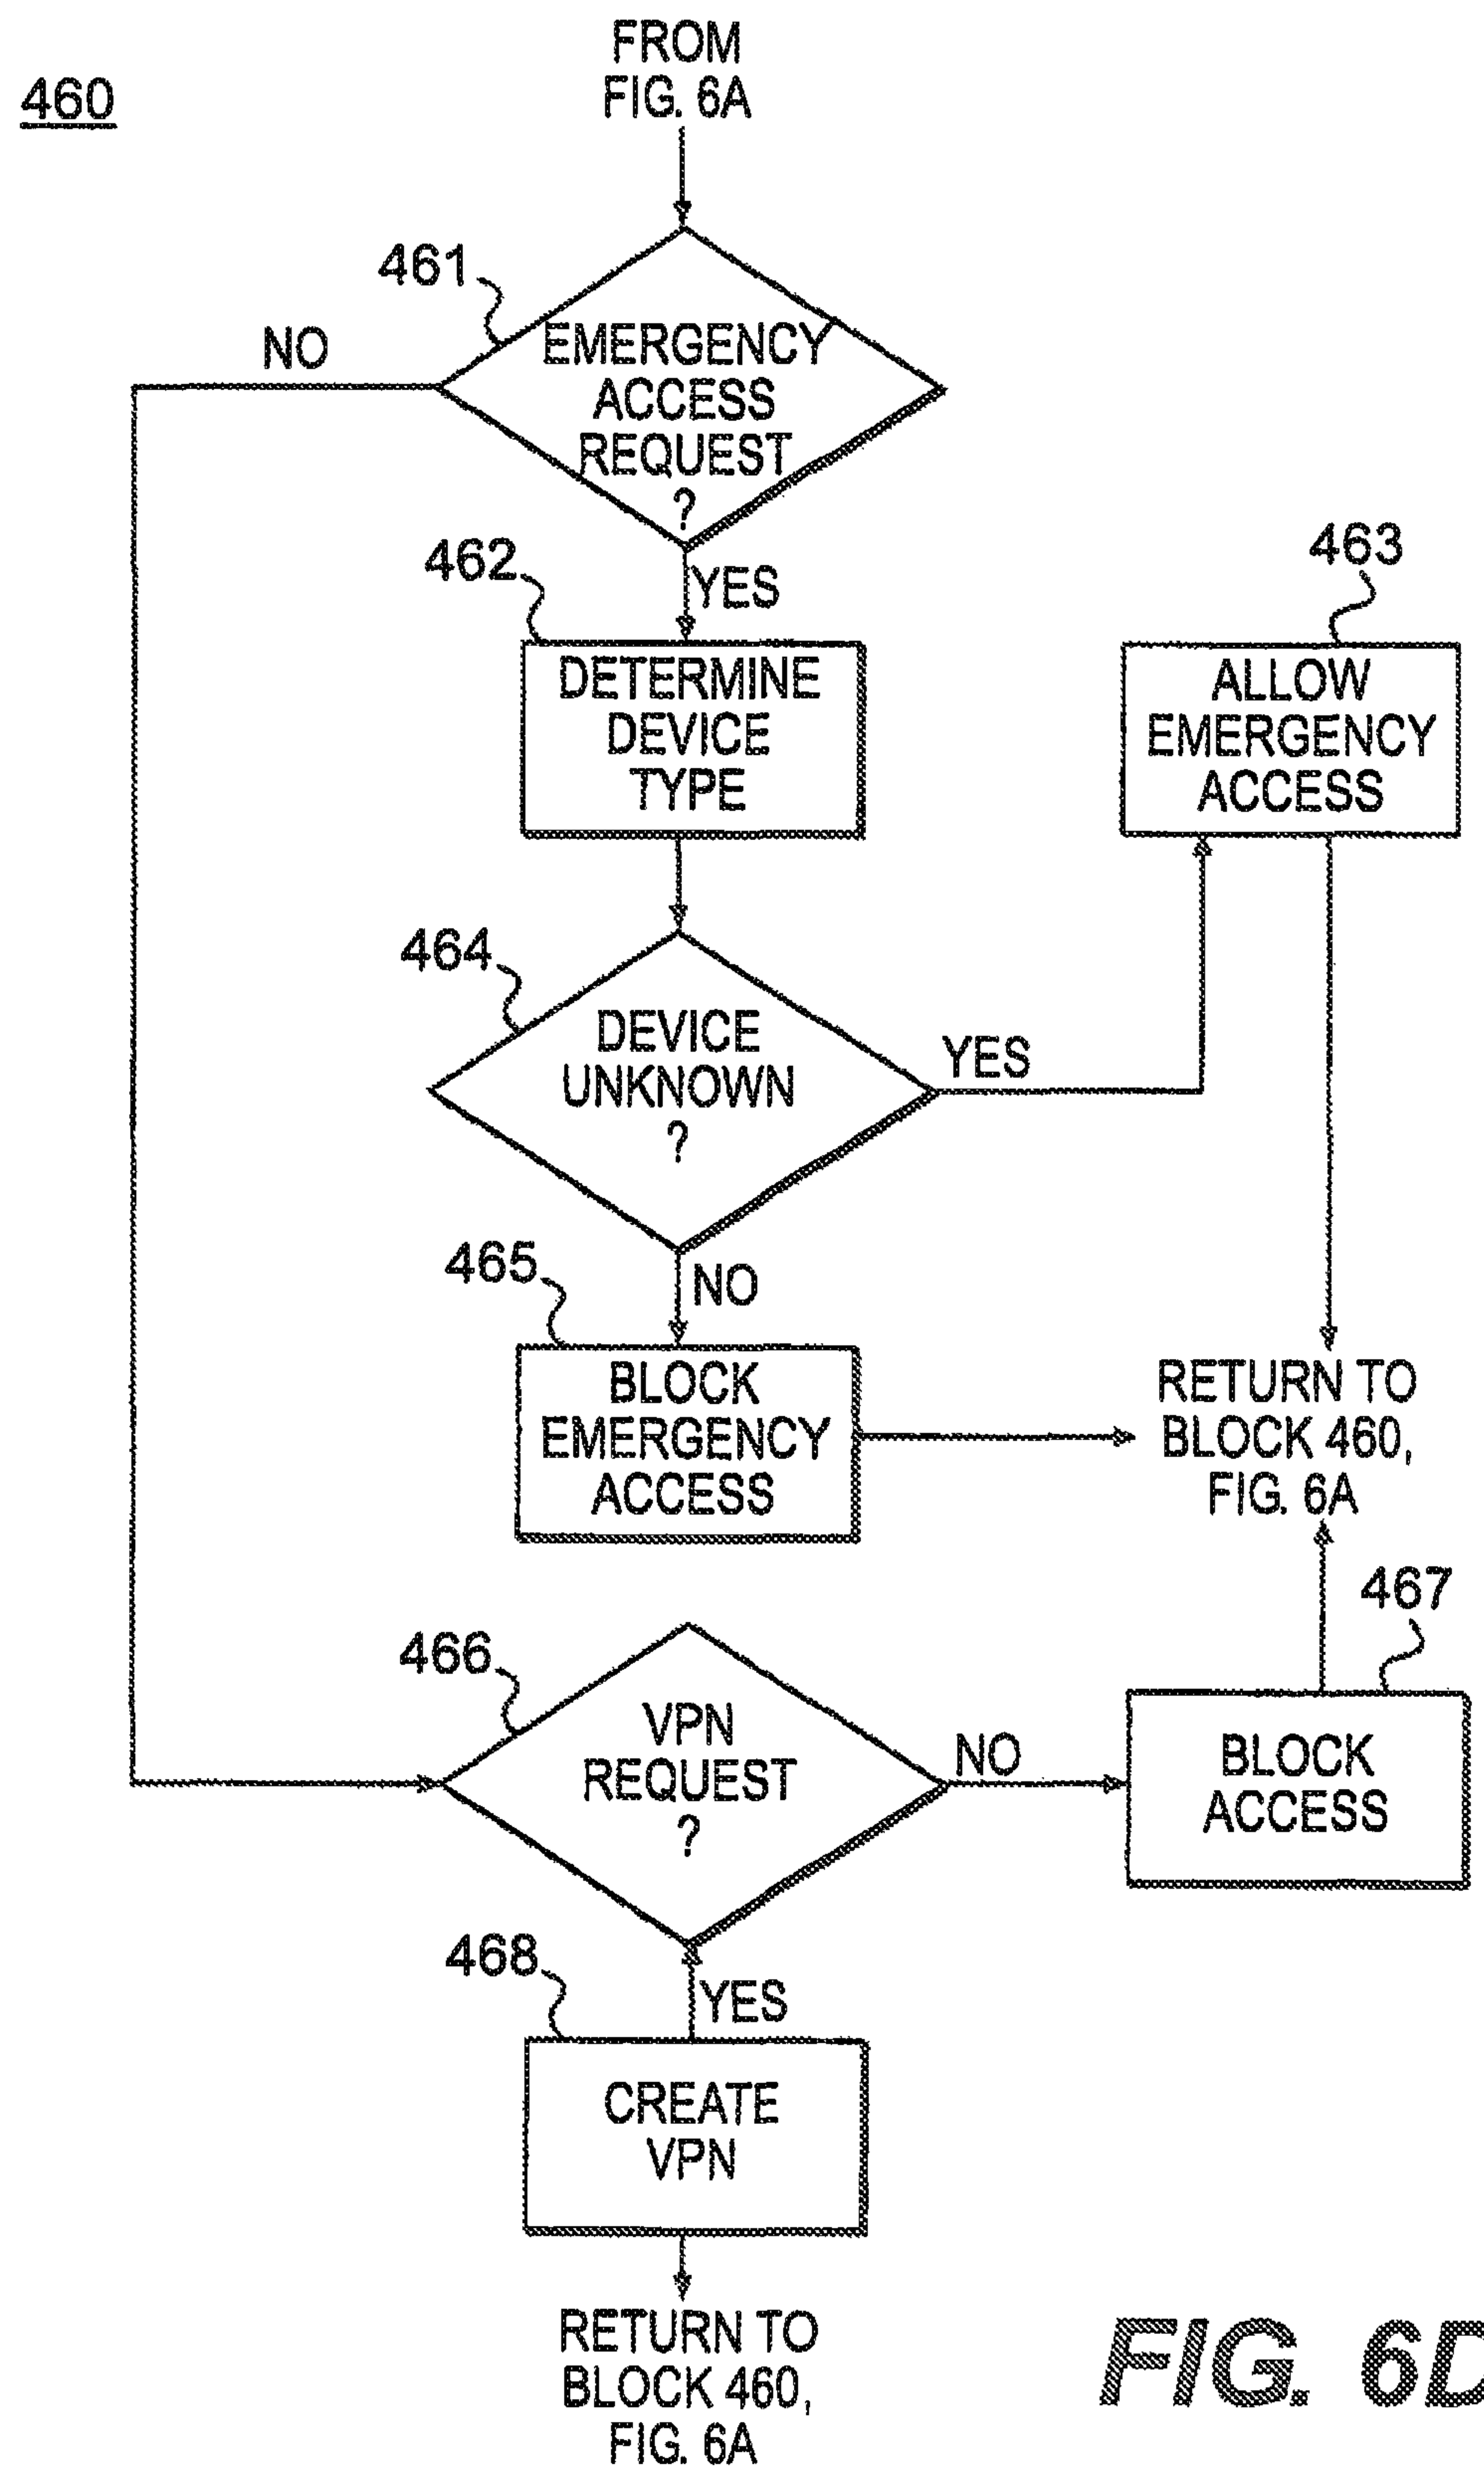 FROM
FIG. 6A
460
461
NO
EMERGENCY
ACCESS
REQUEST
?
462
YES
463
DETERMINE
DEVICE
TYPE
ALLOW
EMERGENCY
ACCESS
464
DEVICE
UNKNOWN
?
YES
465
NO
BLOCK
EMERGENCY
ACCESS
RETURN TO
BLOCK 460,
FIG. 6A
467
466
VPN
REQUEST
?
NO
BLOCK
ACCESS
468
YES
CREATE
VPN
RETURN TO
BLOCK 460,
FIG. 6A
FIG. 6D